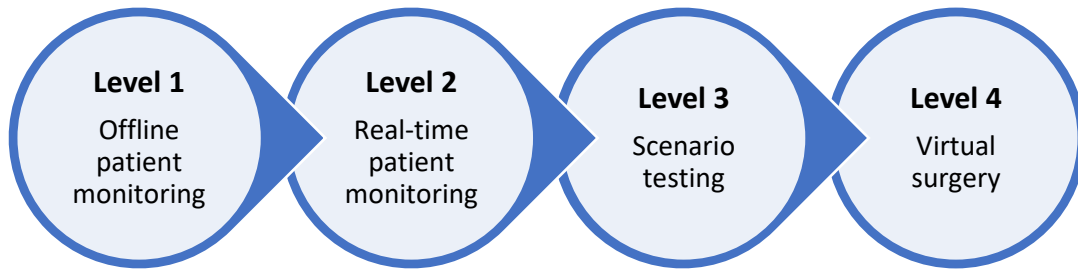 Level 1
Offline
patient
monitoring
Level 2
Real-time
patient
monitoring
Level 3
Scenario
testing
Level 4
Virtual
surgery